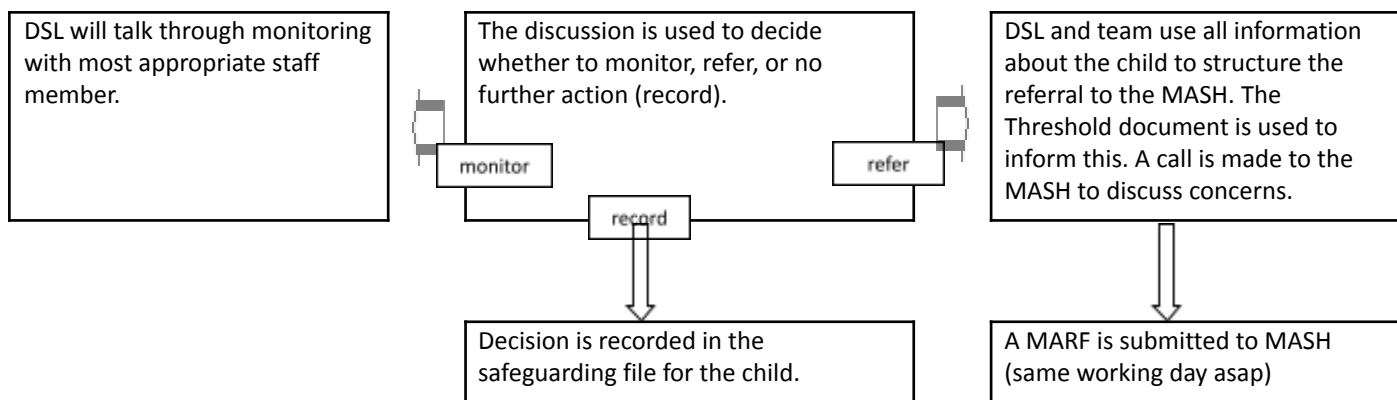 DSL will talk through monitoring
with most appropriate staff
member.
The discussion is used to decide
whether to monitor, refer, or no
further action (record).
monitor
refer
record
DSL and team use all information
about the child to structure the
referral to the MASH. The
Threshold document is used to
inform this. A call is made to the
MASH to discuss concerns.
Decision is recorded in the
safeguarding file for the child.
A MARF is submitted to MASH
(same working day asap)